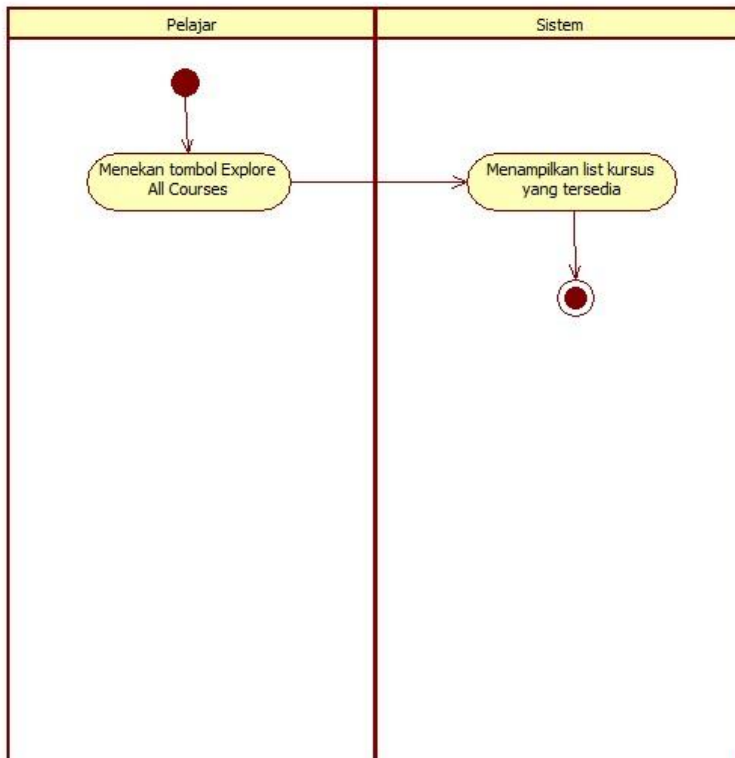 Pelajar
Sistem
Menekan tombol Explore
All Courses
Menampilkan list kursus
yang tersedia